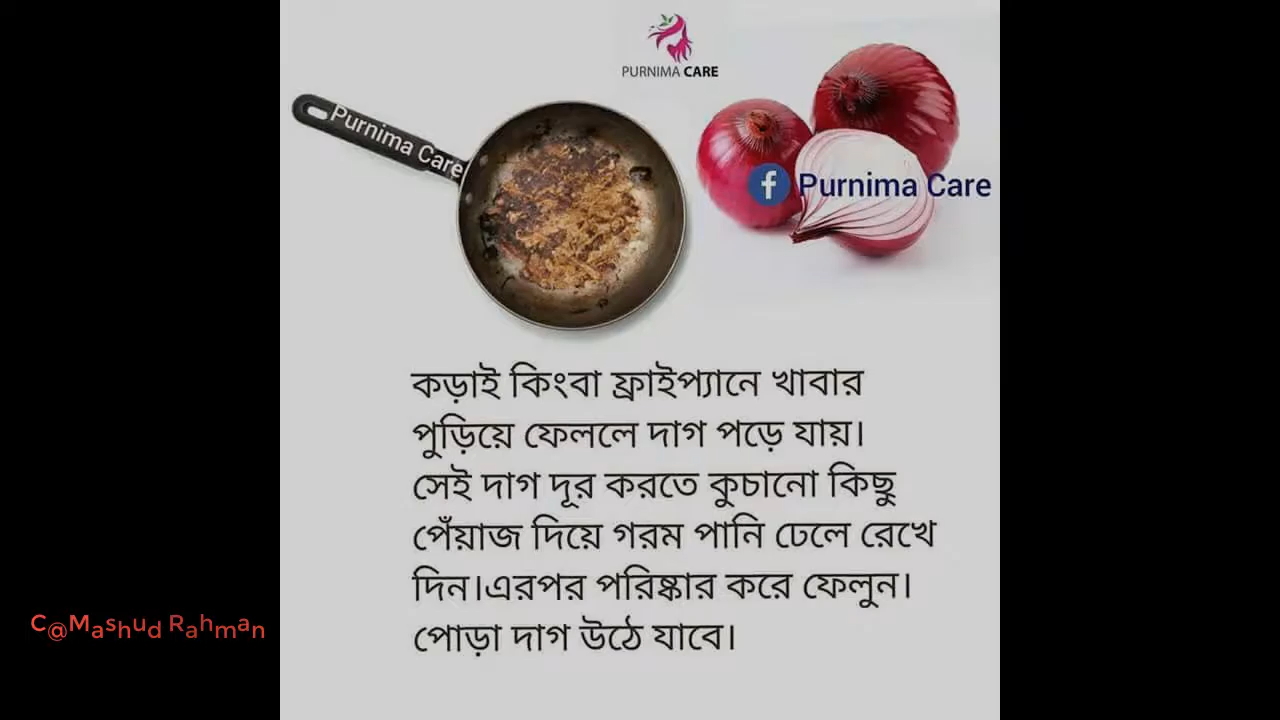 PURNIMA CARE
Purnima Care
Purnima Care
কড়াই কিংবা ফ্রাইপ্যানে খাবার
পুড়িয়ে ফেললে দাগ পড়ে যায়।
সেই দাগ দূর করতে কুচানো কিছু
পেঁয়াজ দিয়ে গরম পানি ঢেলে রেখে
দিন।এরপর পরিষ্কার করে ফেলুন।
পোড়া দাগ উঠে যাবে।
C@Mashud Rahman